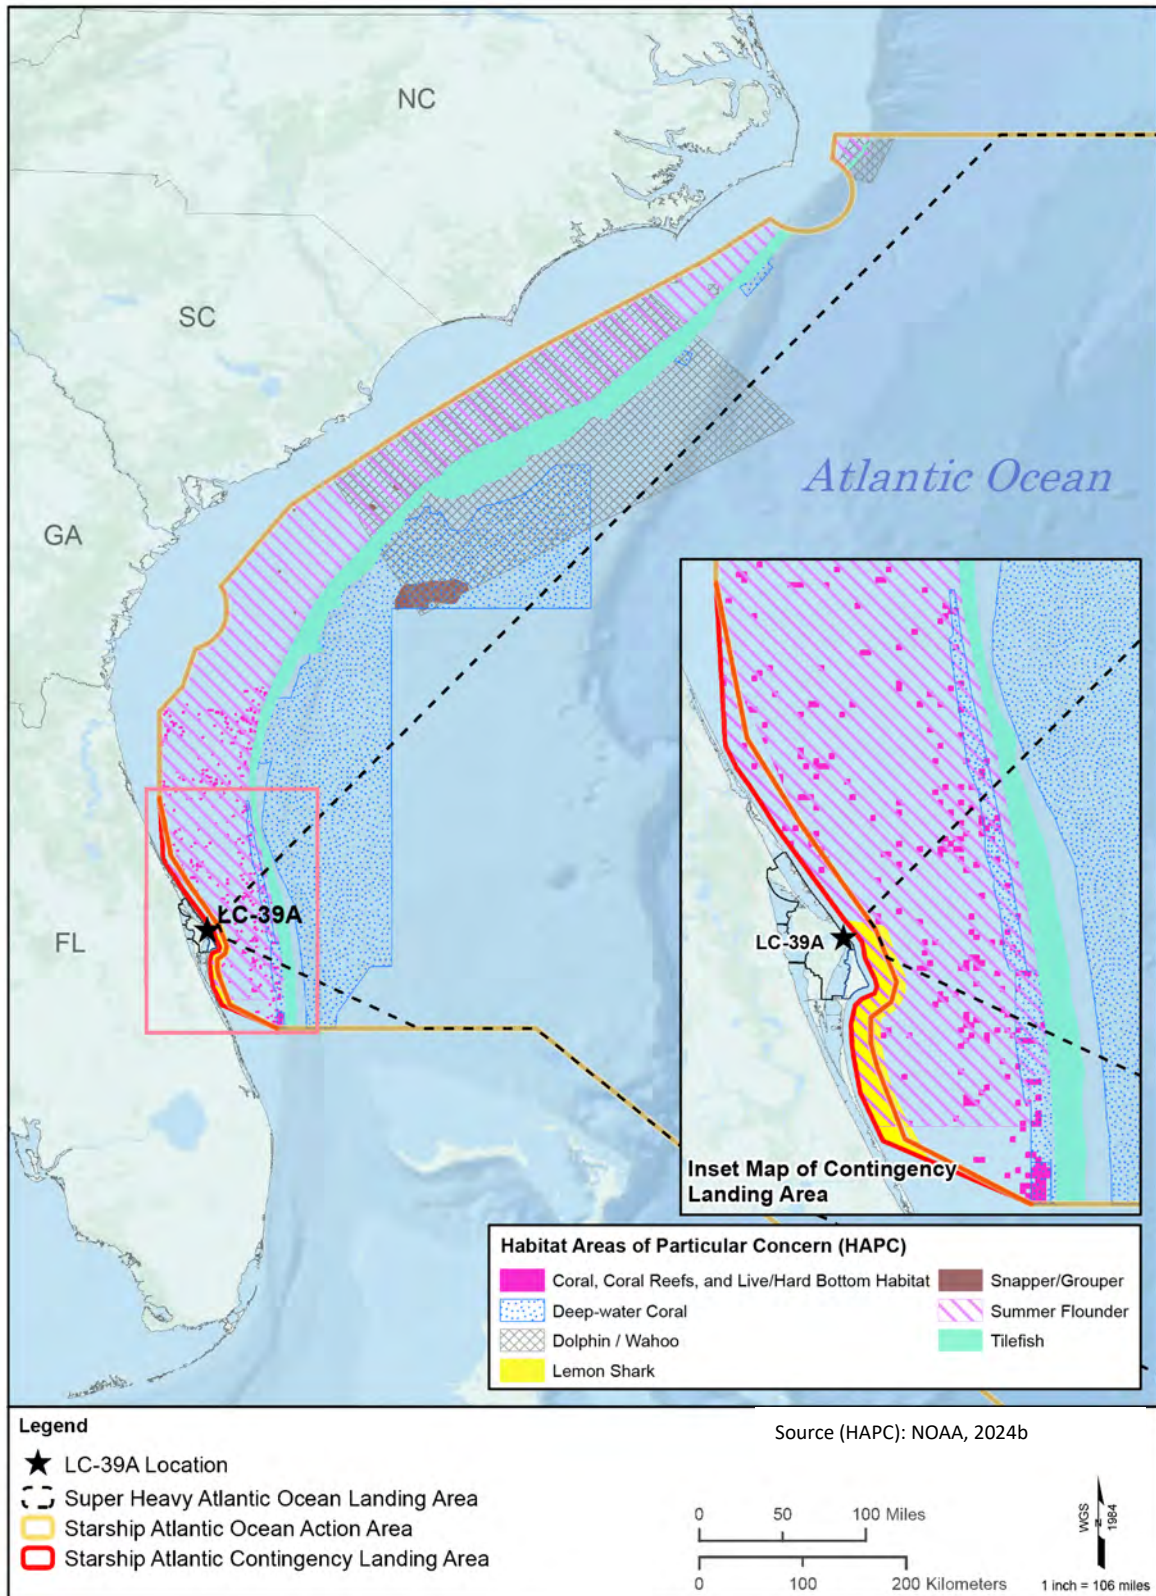 NC
SC
GA
FL
Atlantic Ocean
LC-39A
LC-39A
Inset Map of Contingency
Landing Area
Habitat Areas of Particular Concern (HAPC)
Coral, Coral Reefs, and Live/Hard Bottom Habitat
Deep-water Coral
Dolphin / Wahoo
Lemon Shark
Snapper/Grouper
Summer Flounder
Tilefish
Legend
LC-39A Location
Super Heavy Atlantic Ocean Landing Area
Starship Atlantic Ocean Action Area
Starship Atlantic Contingency Landing Area
Source (HAPC): NOAA, 2024b
0 50 100 Miles
0 100 200 Kilometers
WGS 1984
N
1 inch = 106 miles